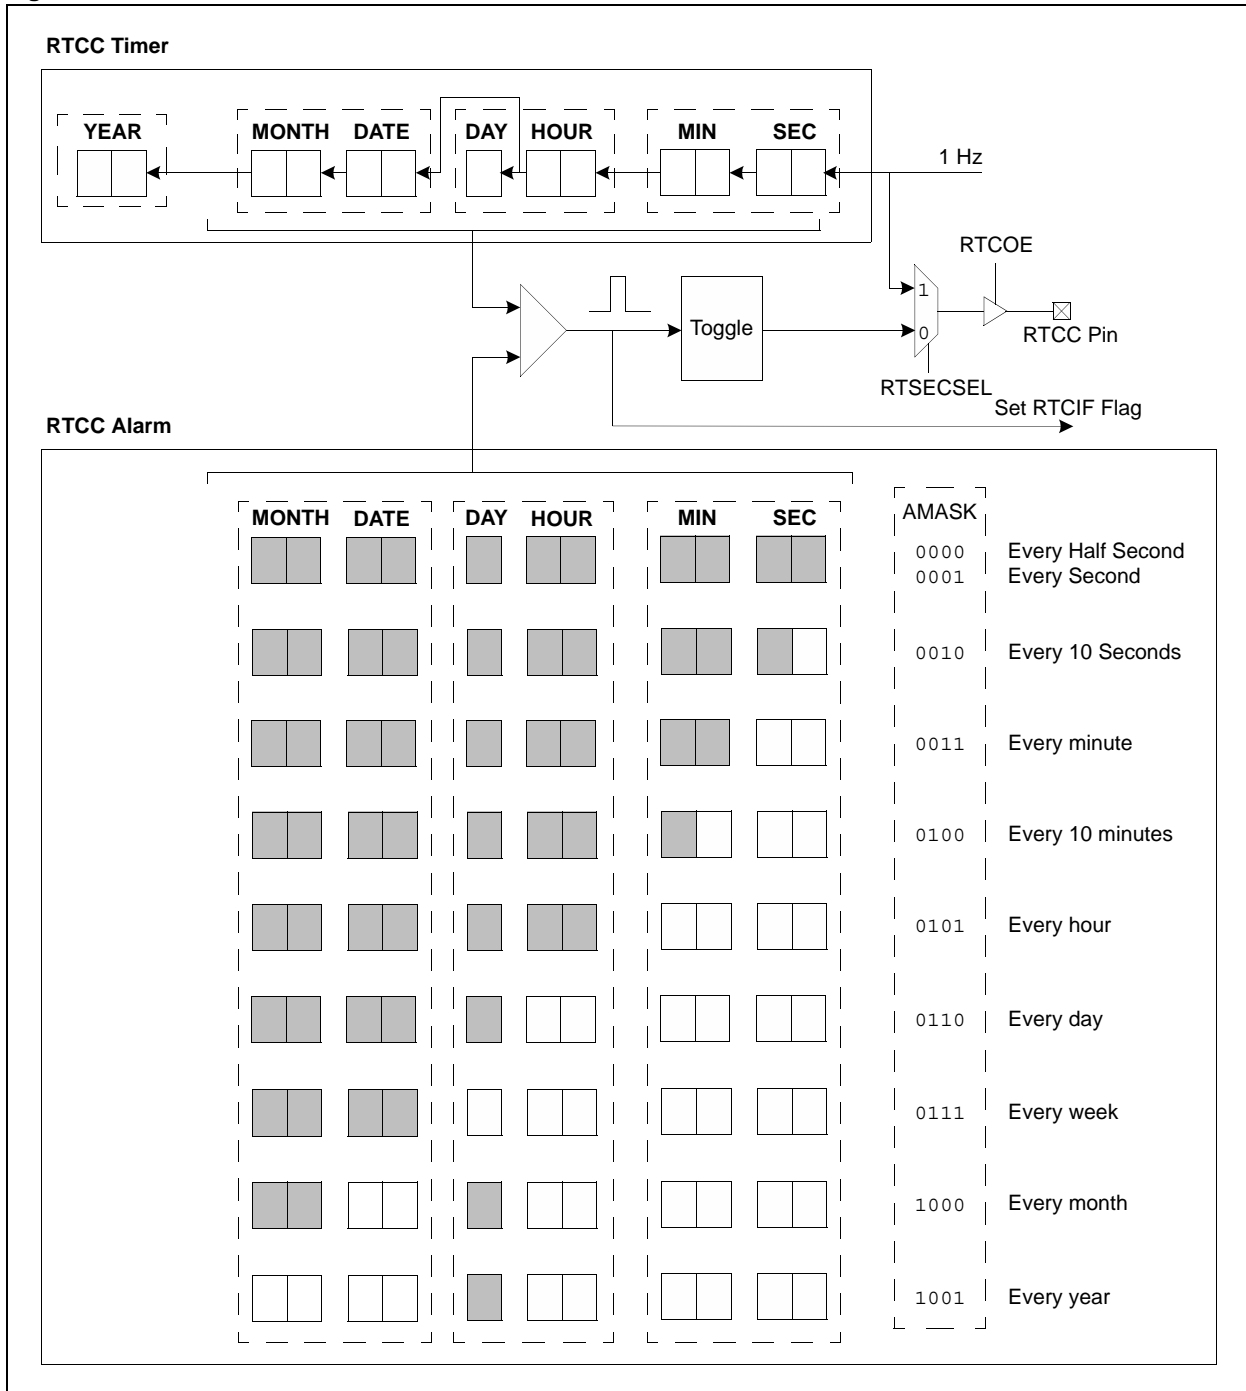 RTCC Timer
YEAR MONTH DATE DAY HOUR MIN SEC
1 Hz
RTCOE
1
Toggle
0
RTCC Pin
RTSECSEL
Set RTCIF Flag
RTCC Alarm
MONTH DATE DAY HOUR MIN SEC AMASK
0000 Every Half Second
0001 Every Second
0010 Every 10 Seconds
0011 Every minute
0100 Every 10 minutes
0101 Every hour
0110 Every day
0111 Every week
1000 Every month
1001 Every year